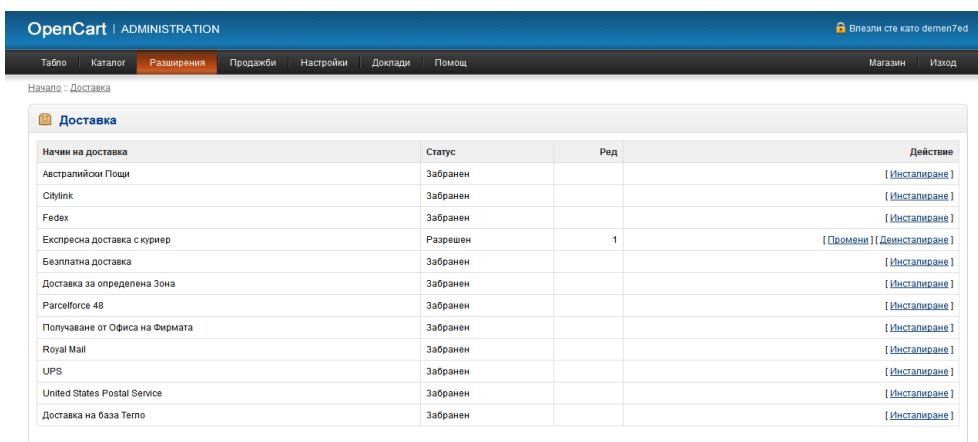 OpenCart | ADMINISTRATION Влезли сте като demen7ed
Табло Каталог Разширения Продажби Настройки Доклади Помощ Магазин Изход
Начало :: Доставка
Доставка
Начин на доставка Статус Ред Действие
Австралийски Пощи Забранен [ Инсталиране ]
Citylink Забранен [ Инсталиране ]
Fedex Забранен [ Инсталиране ]
Експресна доставка с куриер Разрешен 1 [ Промени ] [ Деинсталиране ]
Безплатна доставка Забранен [ Инсталиране ]
Доставка за определена Зона Забранен [ Инсталиране ]
Parcelforce 48 Забранен [ Инсталиране ]
Получаване от Офиса на Фирмата Забранен [ Инсталиране ]
Royal Mail Забранен [ Инсталиране ]
UPS Забранен [ Инсталиране ]
United States Postal Service Забранен [ Инсталиране ]
Доставка на база Тегло Забранен [ Инсталиране ]